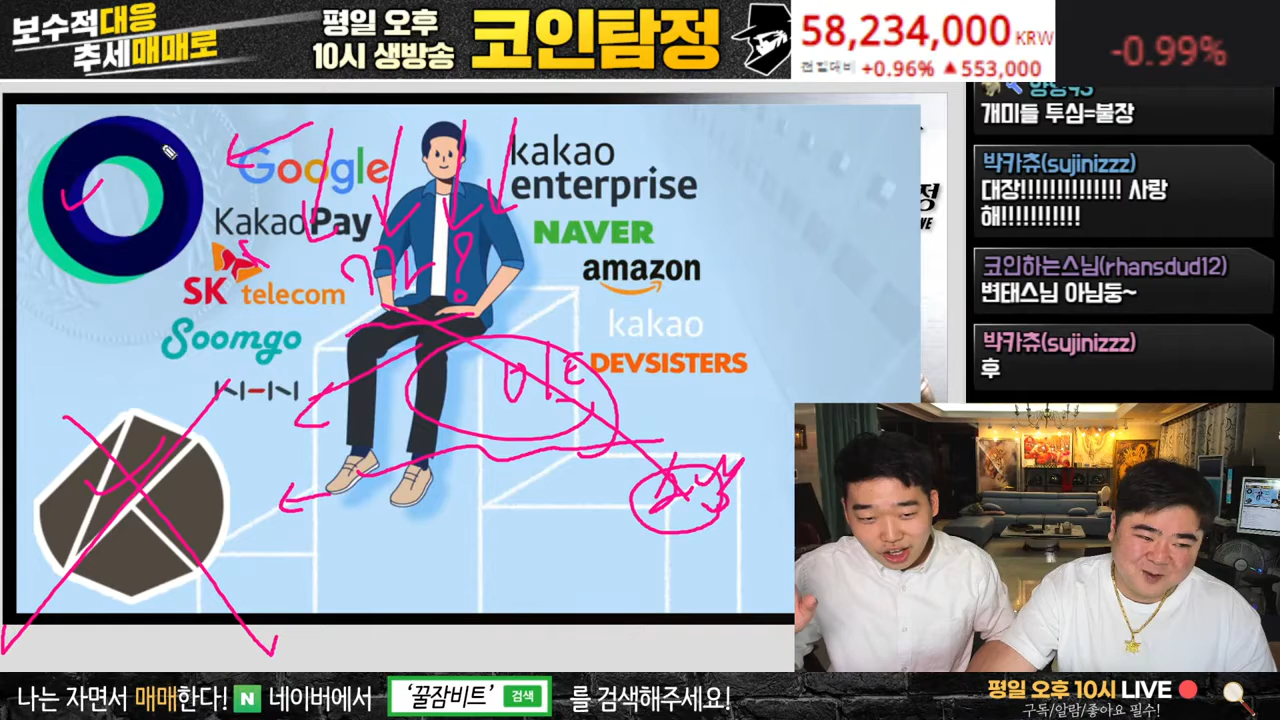 보수적대응
추세매매로
평일 오후
10시 생방송
코인탐정
58,234,000 KRW
전일대비 +0.96% ▲553,000
-0.99%
Google
KakaoPay
SK telecom
Soomgo
kakao
enterprise
NAVER
amazon
kakao
DEVSISTERS
개미들 투심=불장
박카츄(sujinizzz)
대장!!!!!!!!!!!!!! 사랑
해!!!!!!!!!!!
코인하는스님(rhansdud12)
변태스님 아님둥~
박카츄(sujinizzz)
후
나는 자면서 매매한다! N 네이버에서 '꿀잠비트' 검색 를 검색해주세요!
평일 오후 10시 LIVE
구독/알람/좋아요 필수!